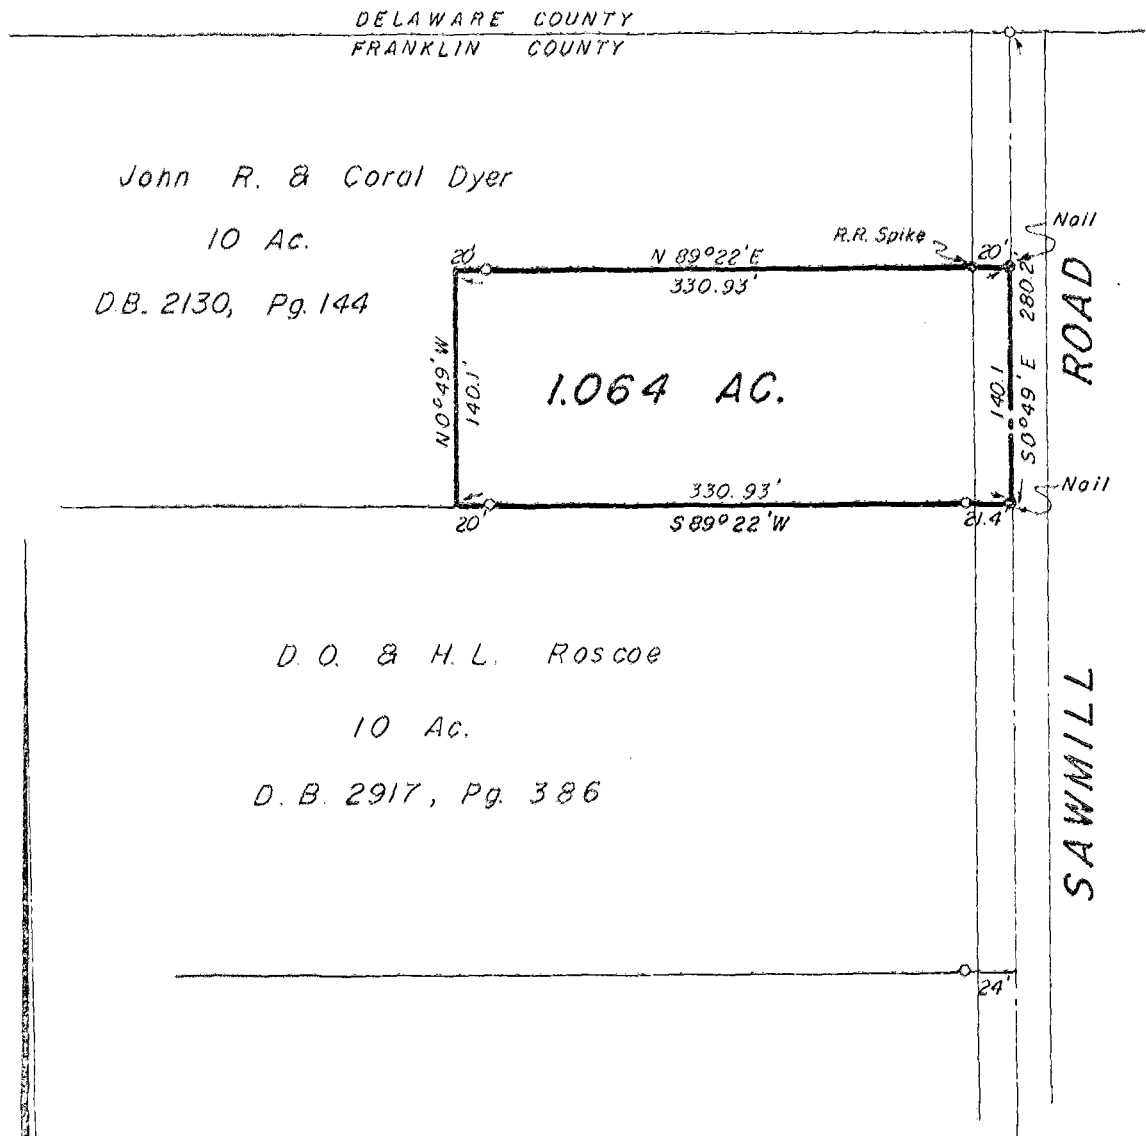 DELAWARE COUNTY
FRANKLIN COUNTY
John R. & Coral Dyer
10 Ac.
D.B. 2130, Pg. 144
R.R. Spike
Nail
20'
N 89°22'E
20'
330.93'
280.2'
ROAD
N 0°49'W
140.1'
1.064 AC.
140.1
S 0°49' E
330.93'
Nail
20'
S 89°22'W
21.4'
D.O. & H.L. Roscoe
10 Ac.
D.B. 2917, Pg. 386
SAWMILL
24'